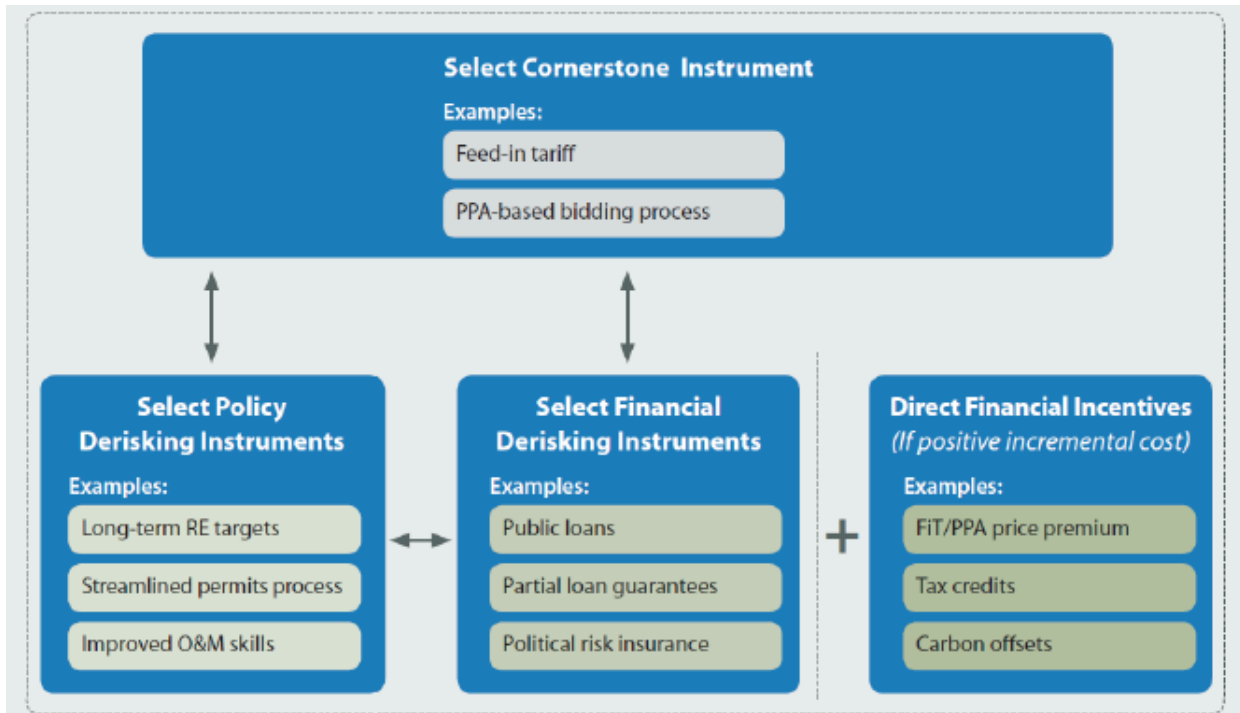 Select Cornerstone Instrument
Examples:
Feed-in tariff
PPA-based bidding process
Select Policy
Derisking Instruments
Examples:
Long-term RE targets
Streamlined permits process
Improved O&M skills
Select Financial
Derisking Instruments
Examples:
Public loans
Partial loan guarantees
Political risk insurance
+
Direct Financial Incentives
(If positive incremental cost)
Examples:
FiT/PPA price premium
Tax credits
Carbon offsets